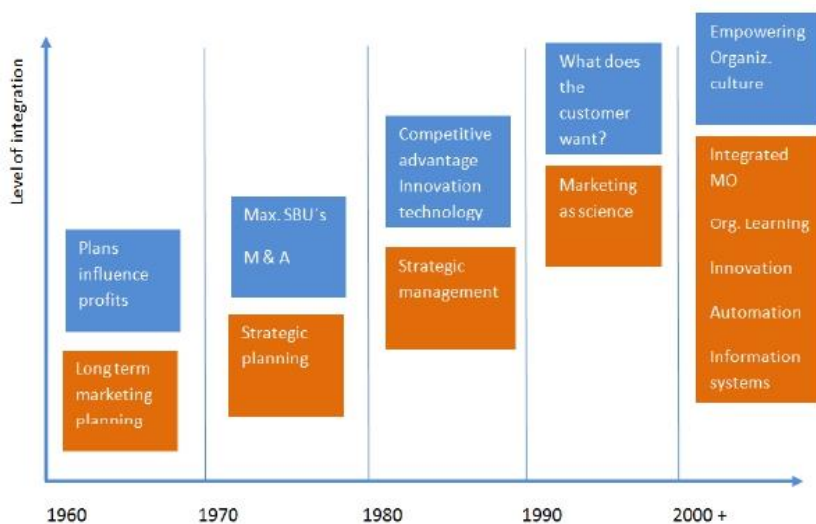 Level of integration
Plans
influence
profits
Long term
marketing
planning
Max. SBU´s
M & A
Strategic
planning
Competitive
advantage
Innovation
technology
Strategic
management
What does
the
customer
want?
Marketing
as science
Empowering
Organiz.
culture
Integrated
MO
Org. Learning
Innovation
Automation
Information
systems
1960
1970
1980
1990
2000 +